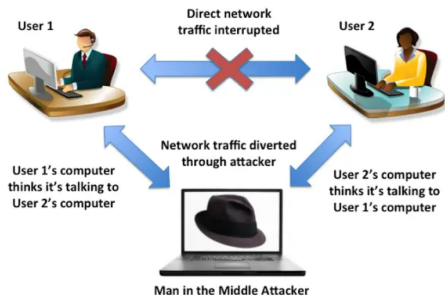 Direct network
traffic interrupted
User 1
User 2
Network traffic diverted
through attacker
User 1's computer
thinks it's talking to
User 2's computer
User 2's computer
thinks it's talking to
User 1's computer
Man in the Middle Attacker